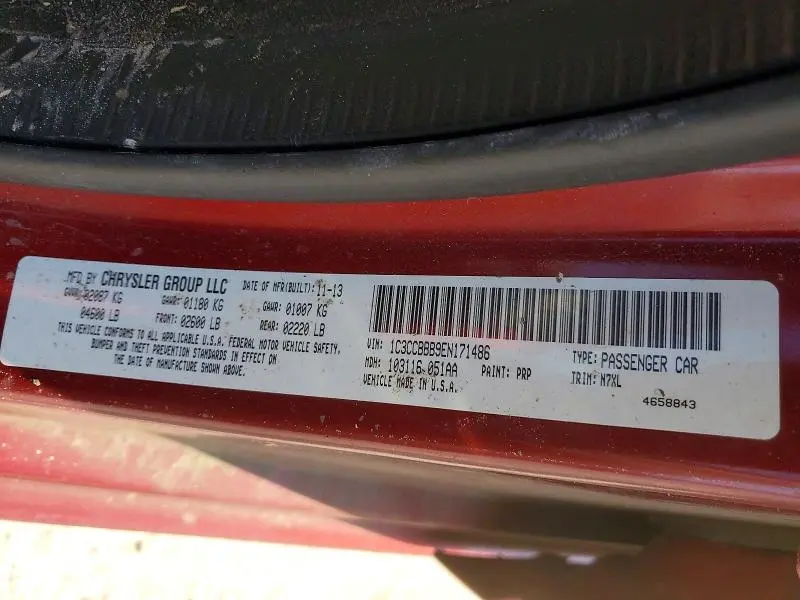 MFD BY CHRYSLER GROUP LLC DATE OF MFR(BUILT): 11-13
GVWR: 02087 KG GAWR: 01180 KG GAWR: 01007 KG
04600 LB FRONT: 02600 LB REAR: 02220 LB
THIS VEHICLE CONFORMS TO ALL APPLICABLE U.S.A. FEDERAL MOTOR VEHICLE SAFETY,
BUMPER AND THEFT PREVENTION STANDARDS IN EFFECT ON
THE DATE OF MANUFACTURE SHOWN ABOVE.
VIN: 1C3CCBBB9EN171486 TYPE: PASSENGER CAR
MDH: 103116 051AA PAINT: PRP TRIM: N7XL
VEHICLE MADE IN U.S.A. 4658843